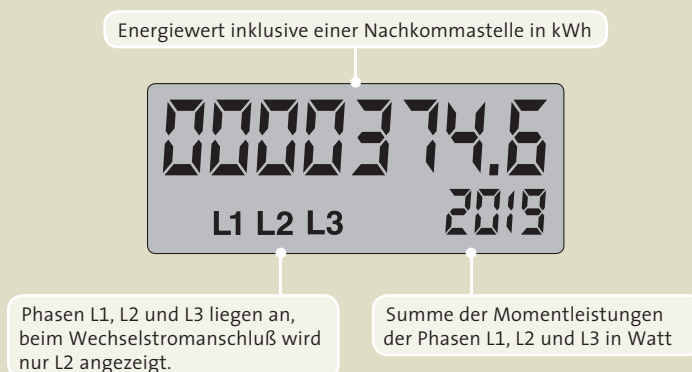 Energiewert inklusive einer Nachkommastelle in kWh
0000374.6
L1 L2 L3 2019
Phasen L1, L2 und L3 liegen an,
beim Wechselstromanschluß wird
nur L2 angezeigt.
Summe der Momentleistungen
der Phasen L1, L2 und L3 in Watt